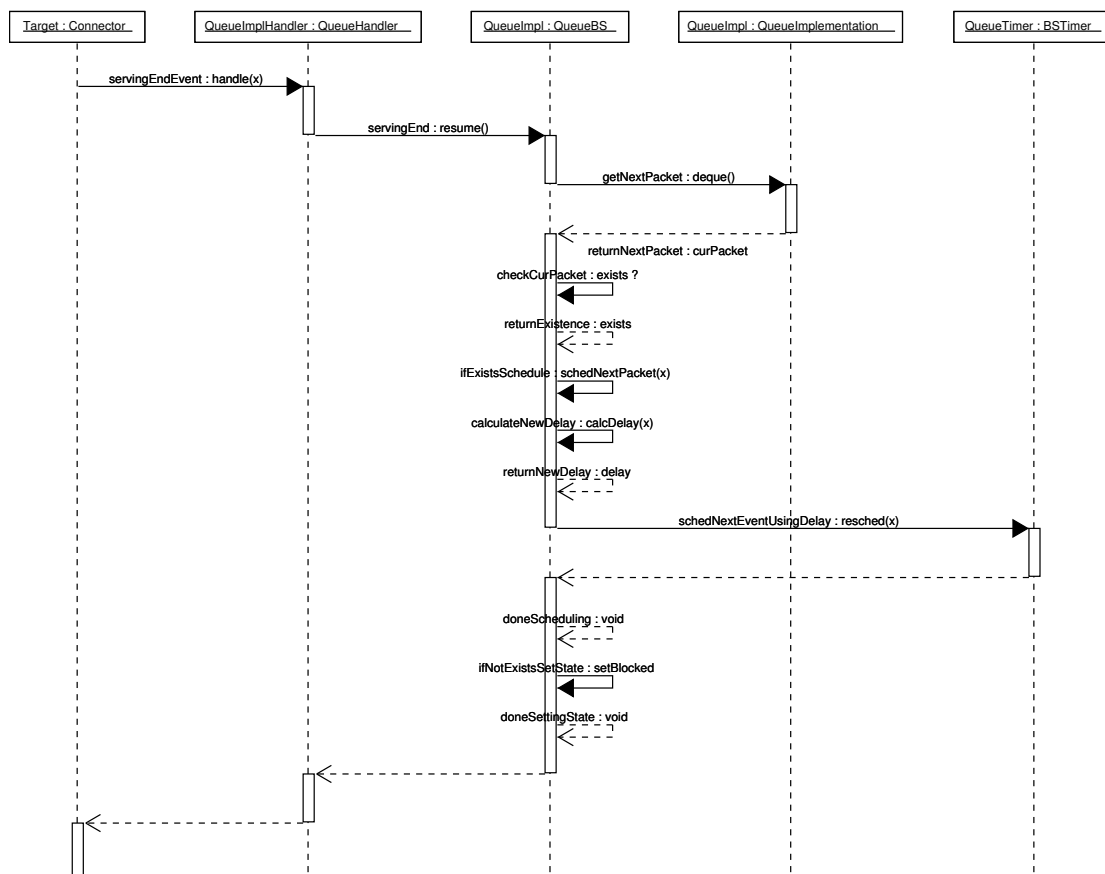 Target : Connector
QueueImplHandler : QueueHandler
QueueImpl : QueueBS
QueueImpl : QueueImplementation
QueueTimer : BSTimer
servingEndEvent : handle(x)
servingEnd : resume()
getNextPacket : deque()
returnNextPacket : curPacket
checkCurPacket : exists ?
returnExistence : exists
ifExistsSchedule : schedNextPacket(x)
calculateNewDelay : calcDelay(x)
returnNewDelay : delay
schedNextEventUsingDelay : resched(x)
doneScheduling : void
ifNotExistsSetState : setBlocked
doneSettingState : void